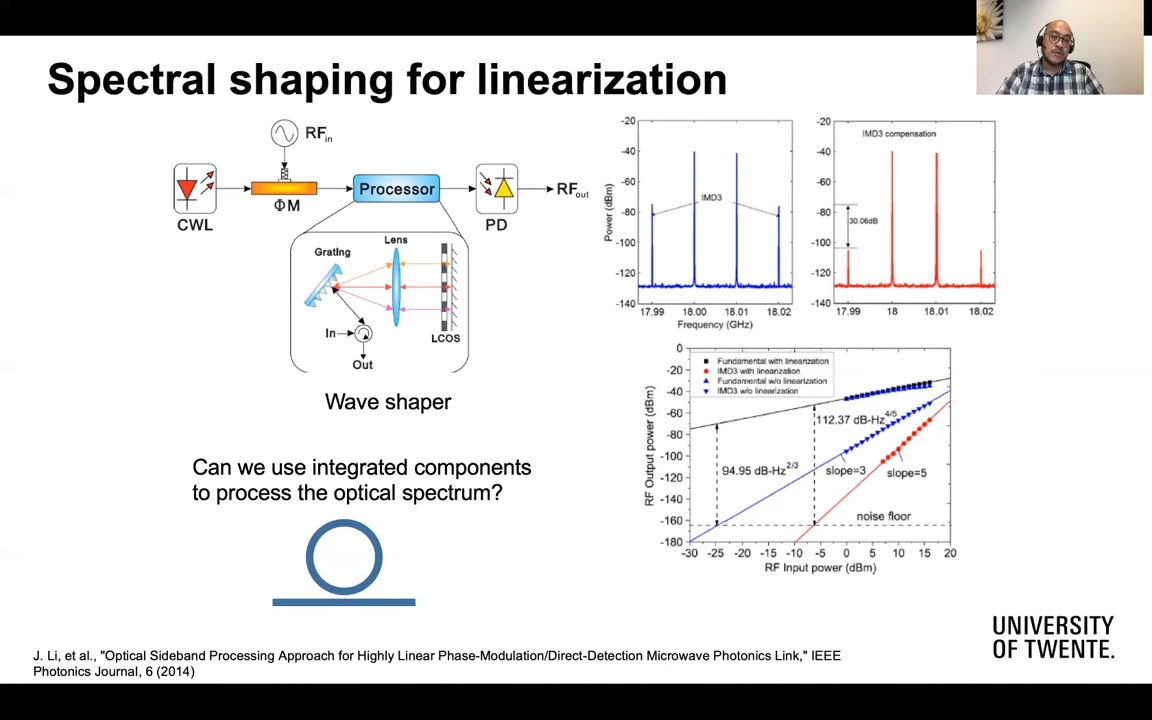 Spectral shaping for linearization
RFin
CWL
ΦM
Processor
PD
RFout
Grating
Lens
In
Out
LCOS
Wave shaper
Can we use integrated components
to process the optical spectrum?
-20
-40
-60
-80
-100
-120
-140
Power (dBm)
IMD3
17.99 18.00 18.01 18.02
Frequency (GHz)
-20
-40
-60
-80
-100
-120
-140
IMD3 compensation
30.06dB
17.99 18 18.01 18.02
0
-20
-40
-60
-80
-100
-120
-140
-160
-180
RF Output power (dBm)
Fundamental with linearization
IMD3 with linearization
Fundamental w/o linearization
IMD3 w/o linearization
112.37 dB-Hz4/5
94.95 dB-Hz2/3
slope=3
slope=5
noise floor
-30 -25 -20 -15 -10 -5 0 5 10 15 20
RF Input power (dBm)
UNIVERSITY
OF TWENTE.
J. Li, et al., "Optical Sideband Processing Approach for Highly Linear Phase-Modulation/Direct-Detection Microwave Photonics Link," IEEE
Photonics Journal, 6 (2014)